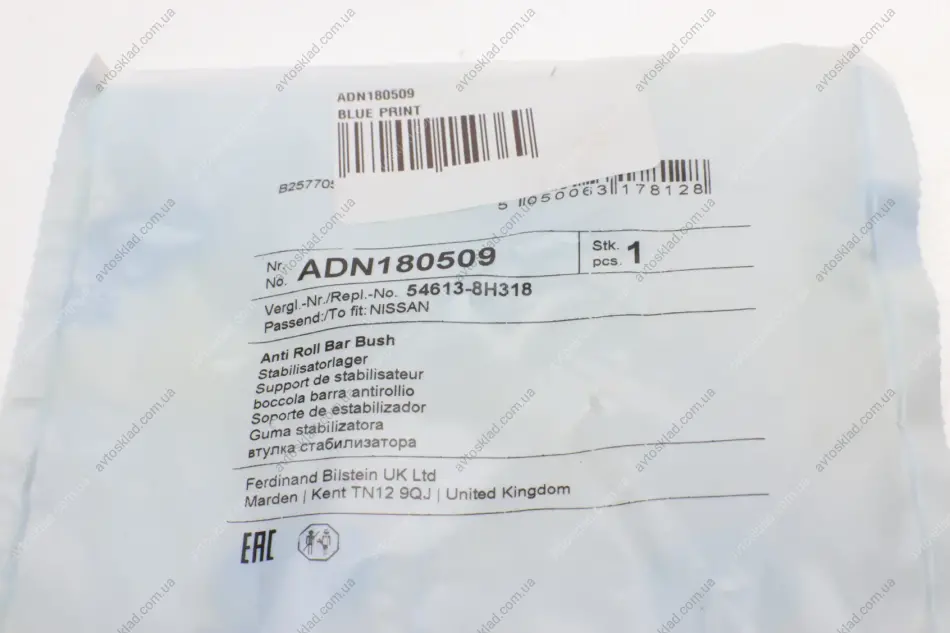 ADN180509
BLUE PRINT
B25770
5 050063 178128
Nr.
No. ADN180509
Stk.
pcs. 1
Vergl.-Nr./Repl.-No. 54613-8H318
Passend:/To fit: NISSAN
Anti Roll Bar Bush
Stabilisatorlager
Support de stabilisateur
boccola barra antirollio
Soporte de estabilizador
Guma stabilizatora
втулка стабилизатора
Ferdinand Bilstein UK Ltd
Marden | Kent TN12 9QJ | United Kingdom
EAC
avtosklad.com.ua